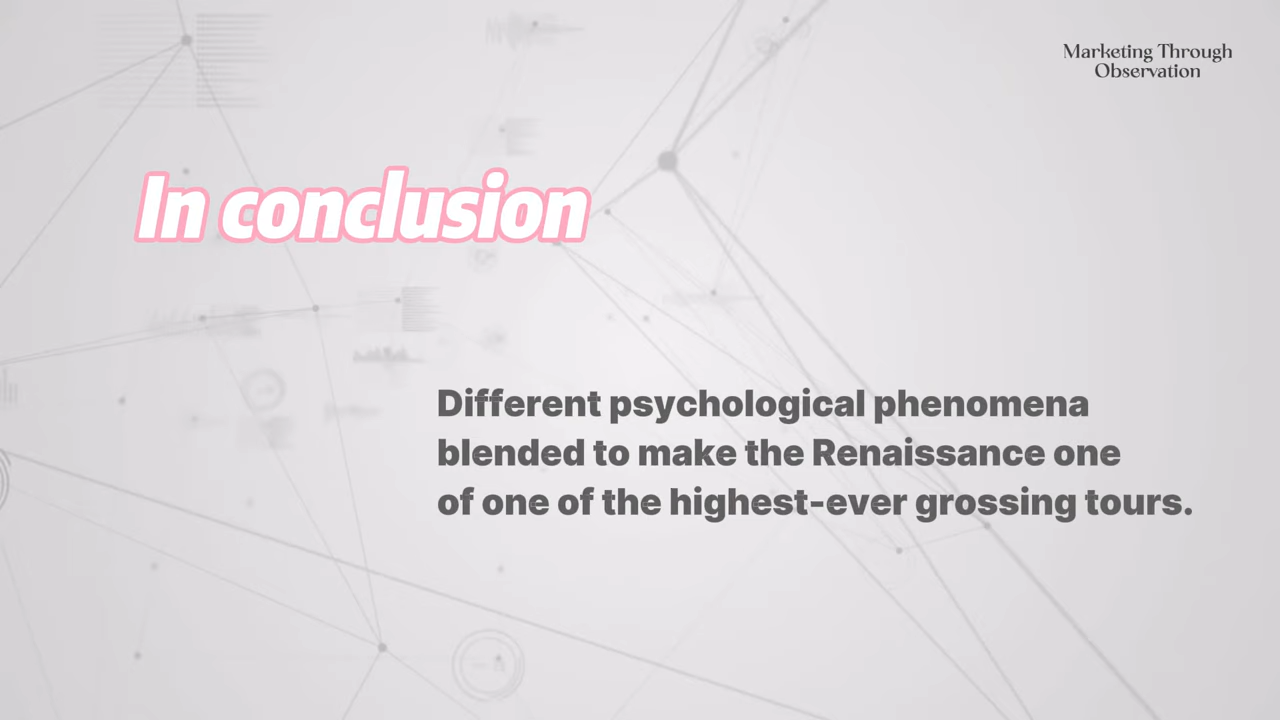 Marketing Through
Observation
In conclusion
Different psychological phenomena
blended to make the Renaissance one
of one of the highest-ever grossing tours.